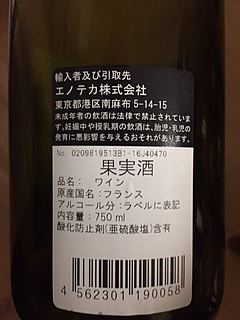 輸入者及び引取先
エノテカ株式会社
東京都港区南麻布 5-14-15
未成年者の飲酒は法律で禁止されていま
す。妊娠中や授乳期の飲酒は、胎児・乳児の
発育に悪影響を与えるおそれがあります。
No. 0209819513B1-16J40470
果実酒
品名： ワイン
原産国名：フランス
アルコール分：ラベルに表記
内容量：750 ml
酸化防止剤(亜硫酸塩)含有
4 562301 190058